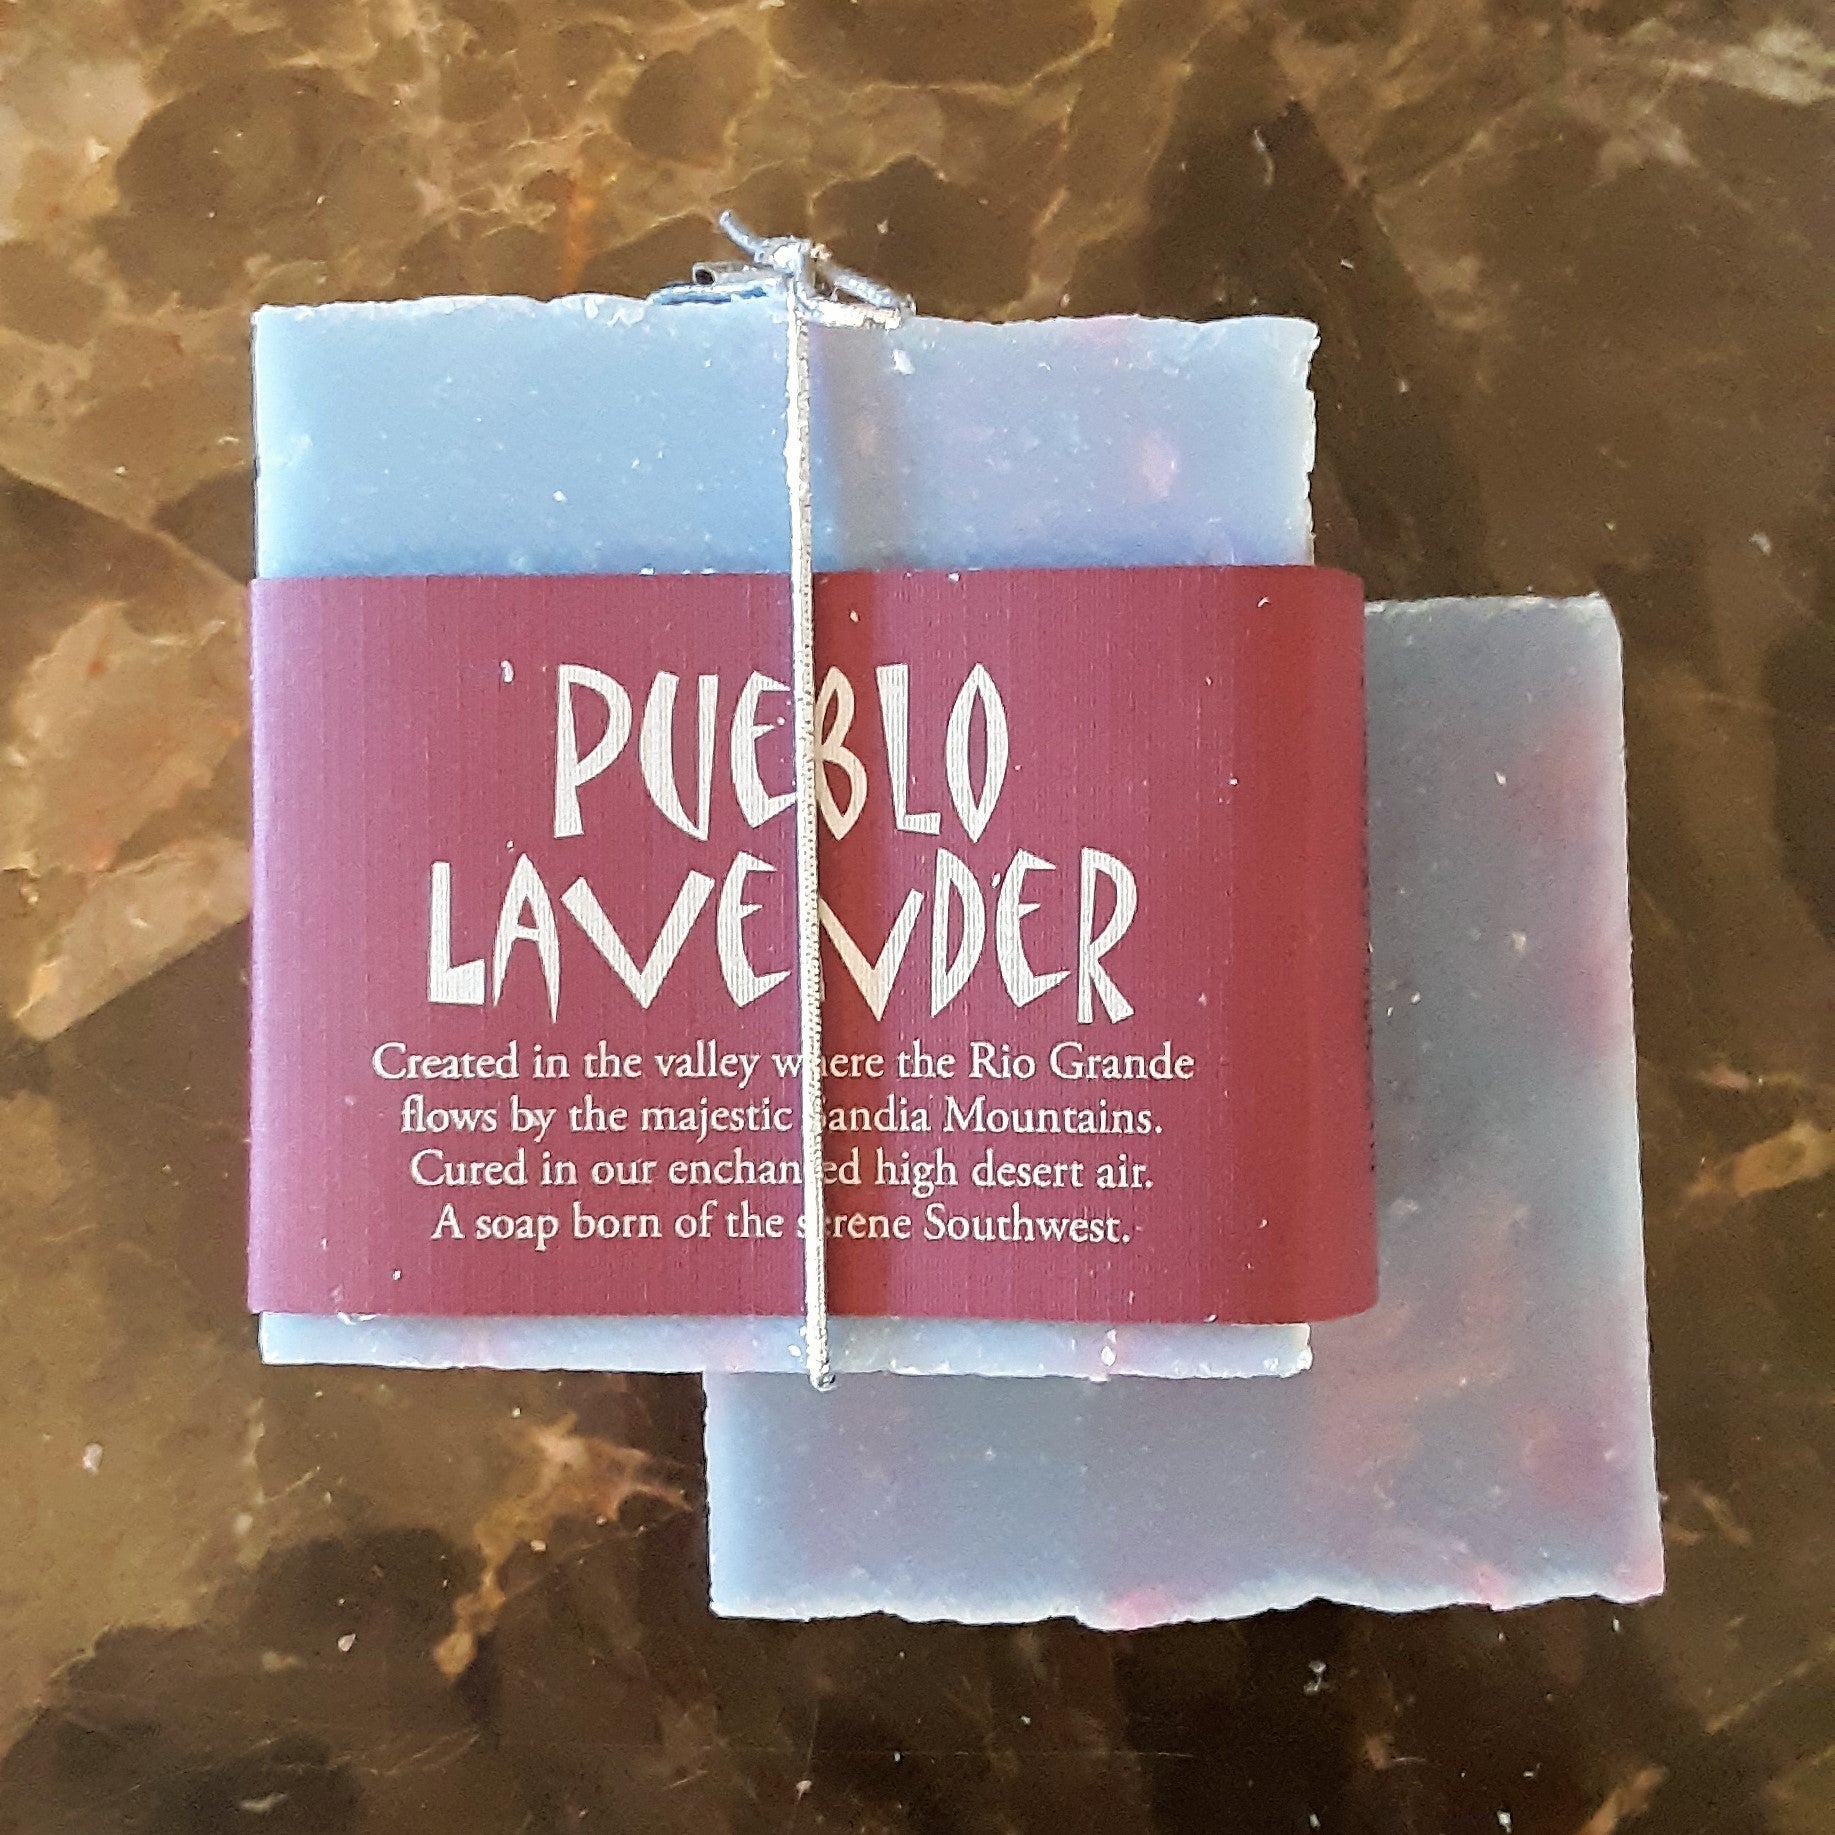 PUEBLO
LAVENDER
Created in the valley where the Rio Grande
flows by the majestic Sandia Mountains.
Cured in our enchanted high desert air.
A soap born of the serene Southwest.